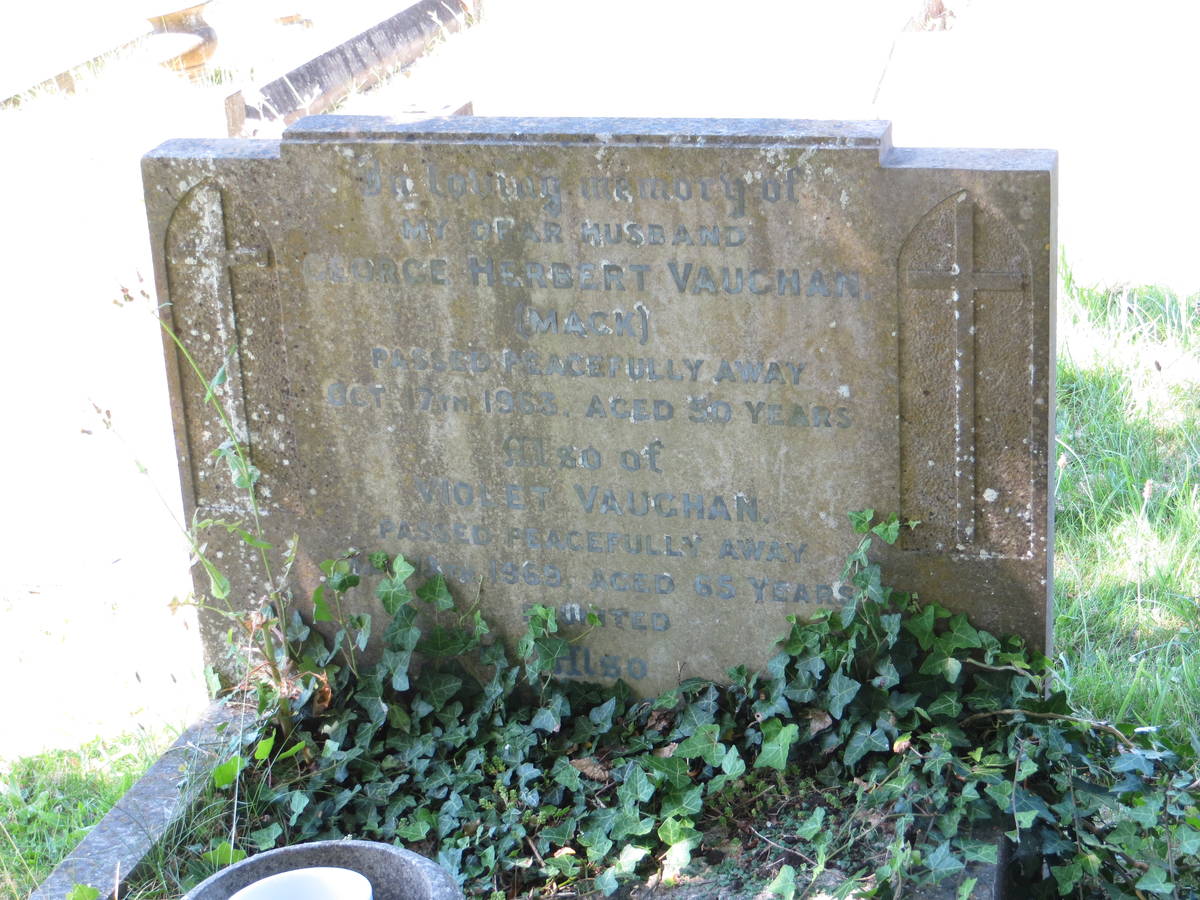 In loving memory of
MY DEAR HUSBAND
GEORGE HERBERT VAUGHAN.
(MACK)
PASSED PEACEFULLY AWAY
OCT 17TH 1963. AGED 50 YEARS
Also of
VIOLET VAUGHAN.
PASSED PEACEFULLY AWAY
1969. AGED 65 YEARS
Also